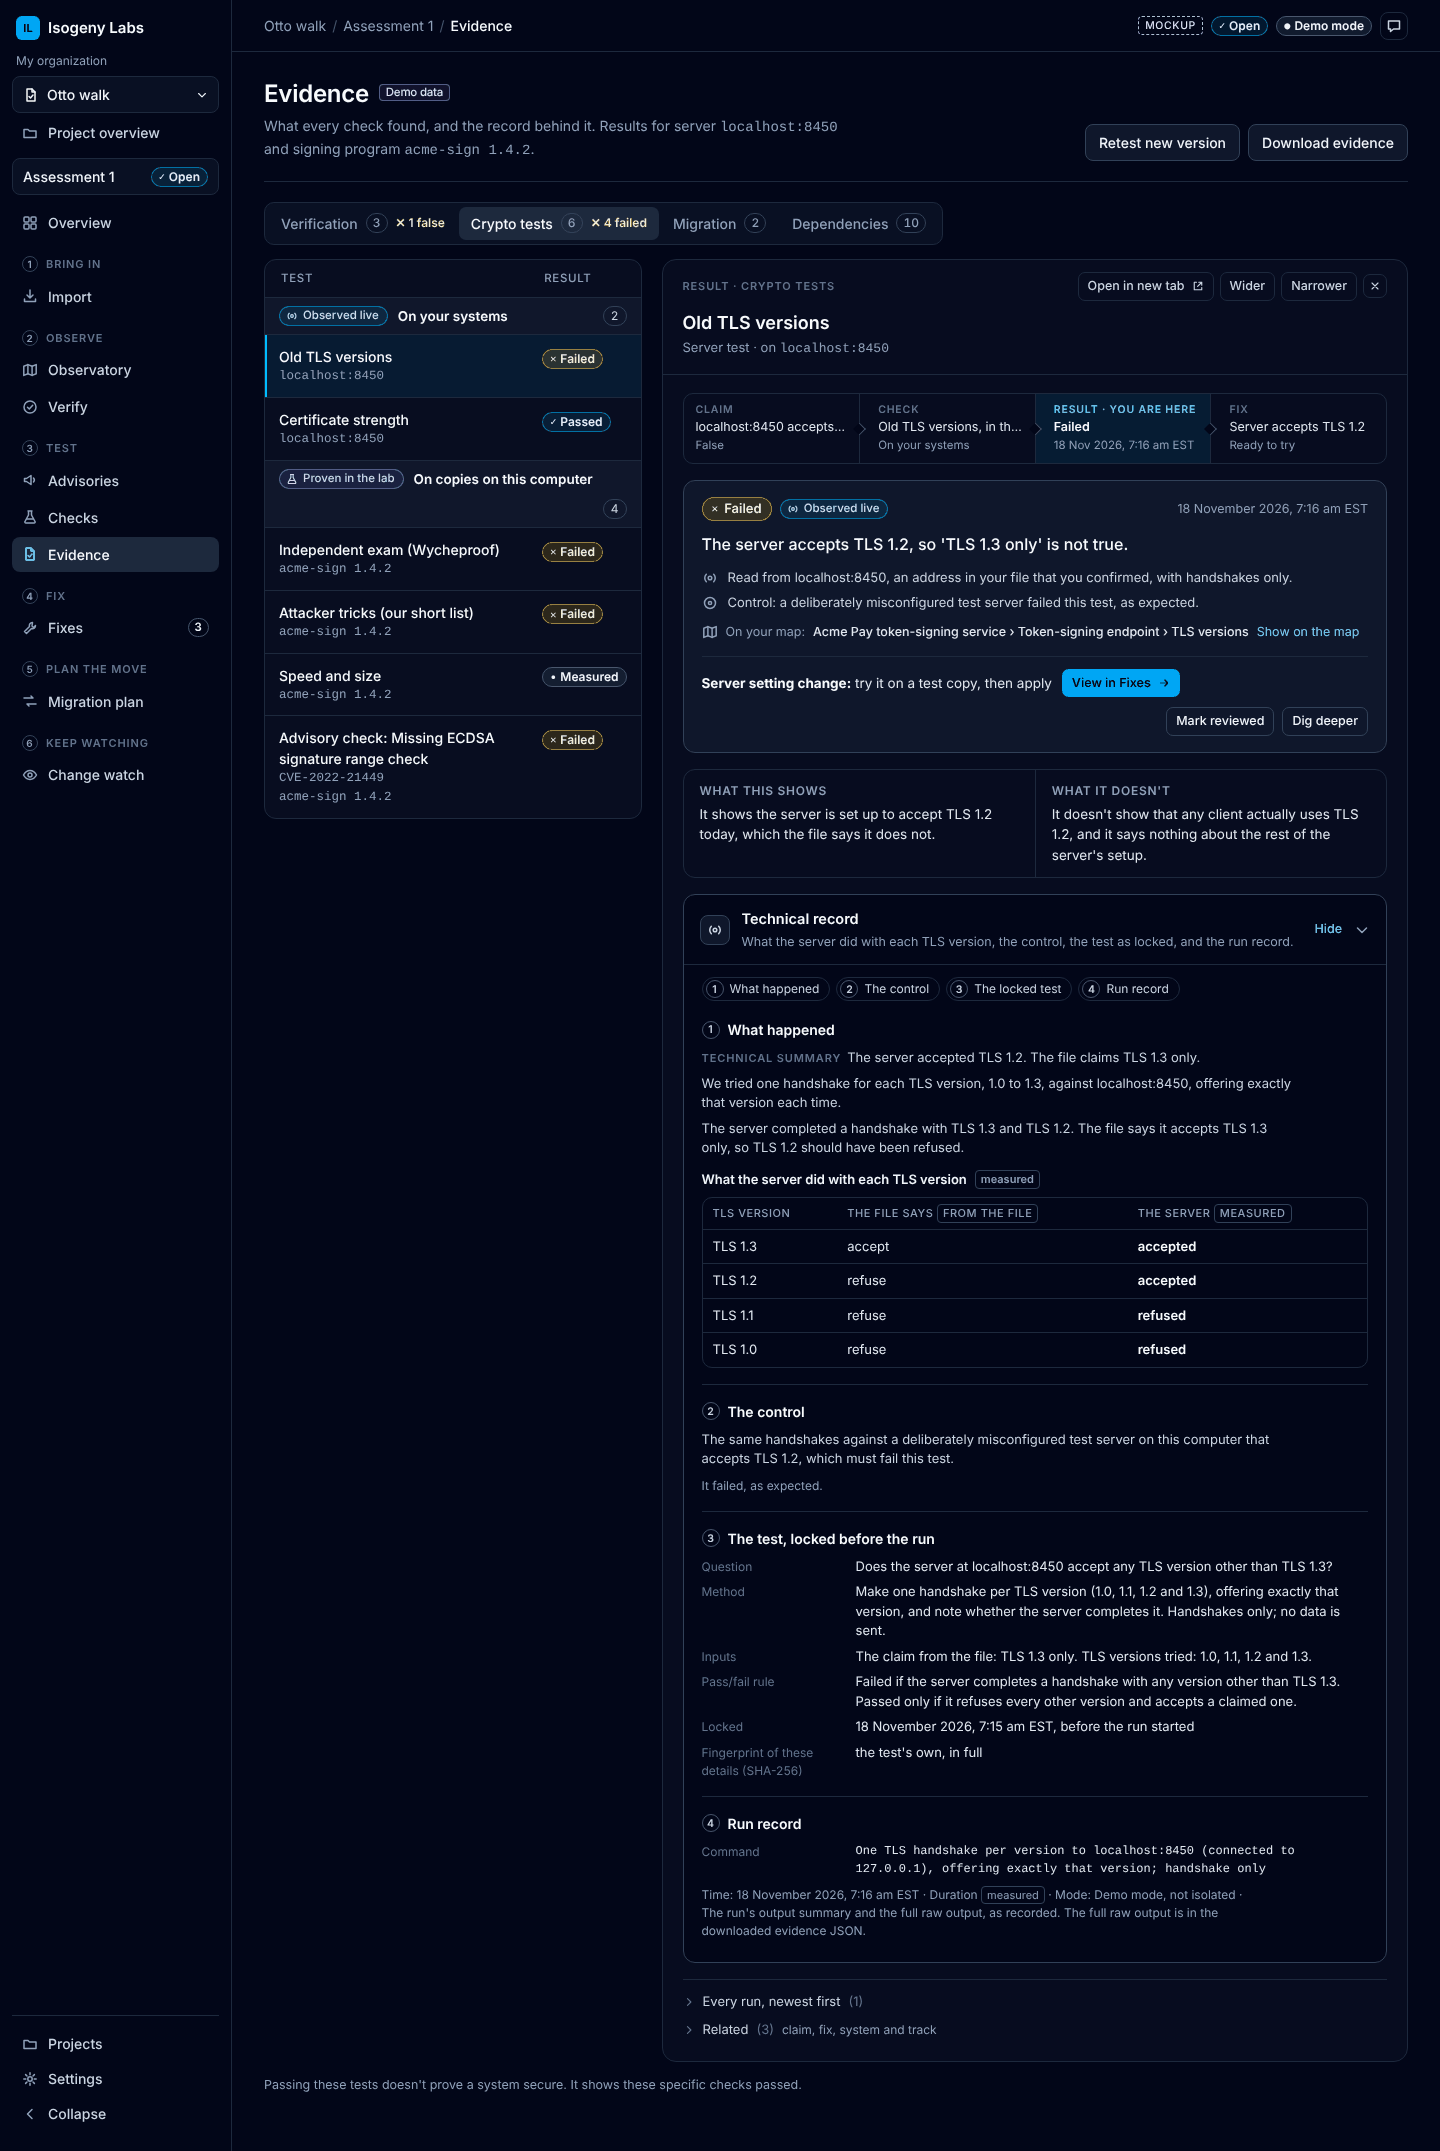 IL Isogeny Labs
My organization
Otto walk
Project overview
Assessment 1 ✓ Open
Overview
1 BRING IN
Import
2 OBSERVE
Observatory
Verify
3 TEST
Advisories
Checks
Evidence
4 FIX
Fixes 3
5 PLAN THE MOVE
Migration plan
6 KEEP WATCHING
Change watch
Projects
Settings
Collapse
Otto walk / Assessment 1 / Evidence
MOCKUP ✓ Open • Demo mode
Evidence Demo data
What every check found, and the record behind it. Results for server localhost:8450
and signing program acme-sign 1.4.2.
Retest new version Download evidence
Verification 3 ✕ 1 false Crypto tests 6 ✕ 4 failed Migration 2 Dependencies 10
TEST RESULT
Observed live On your systems 2
Old TLS versions × Failed
localhost:8450
Certificate strength ✓ Passed
localhost:8450
Proven in the lab On copies on this computer
4
Independent exam (Wycheproof) × Failed
acme-sign 1.4.2
Attacker tricks (our short list) × Failed
acme-sign 1.4.2
Speed and size • Measured
acme-sign 1.4.2
Advisory check: Missing ECDSA × Failed
signature range check
CVE-2022-21449
acme-sign 1.4.2
RESULT · CRYPTO TESTS Open in new tab Wider Narrower ×
Old TLS versions
Server test · on localhost:8450
CLAIM
localhost:8450 accepts…
False
CHECK
Old TLS versions, in th…
On your systems
RESULT · YOU ARE HERE
Failed
18 Nov 2026, 7:16 am EST
FIX
Server accepts TLS 1.2
Ready to try
× Failed Observed live 18 November 2026, 7:16 am EST
The server accepts TLS 1.2, so 'TLS 1.3 only' is not true.
Read from localhost:8450, an address in your file that you confirmed, with handshakes only.
Control: a deliberately misconfigured test server failed this test, as expected.
On your map: Acme Pay token-signing service › Token-signing endpoint › TLS versions Show on the map
Server setting change: try it on a test copy, then apply View in Fixes →
Mark reviewed Dig deeper
WHAT THIS SHOWS
It shows the server is set up to accept TLS 1.2
today, which the file says it does not.
WHAT IT DOESN'T
It doesn't show that any client actually uses TLS
1.2, and it says nothing about the rest of the
server's setup.
Technical record
What the server did with each TLS version, the control, the test as locked, and the run record.
Hide
1 What happened 2 The control 3 The locked test 4 Run record
1 What happened
TECHNICAL SUMMARY The server accepted TLS 1.2. The file claims TLS 1.3 only.
We tried one handshake for each TLS version, 1.0 to 1.3, against localhost:8450, offering exactly
that version each time.
The server completed a handshake with TLS 1.3 and TLS 1.2. The file says it accepts TLS 1.3
only, so TLS 1.2 should have been refused.
What the server did with each TLS version measured
TLS VERSION THE FILE SAYS FROM THE FILE THE SERVER MEASURED
TLS 1.3 accept accepted
TLS 1.2 refuse accepted
TLS 1.1 refuse refused
TLS 1.0 refuse refused
2 The control
The same handshakes against a deliberately misconfigured test server on this computer that
accepts TLS 1.2, which must fail this test.
It failed, as expected.
3 The test, locked before the run
Question Does the server at localhost:8450 accept any TLS version other than TLS 1.3?
Method Make one handshake per TLS version (1.0, 1.1, 1.2 and 1.3), offering exactly that
version, and note whether the server completes it. Handshakes only; no data is
sent.
Inputs The claim from the file: TLS 1.3 only. TLS versions tried: 1.0, 1.1, 1.2 and 1.3.
Pass/fail rule Failed if the server completes a handshake with any version other than TLS 1.3.
Passed only if it refuses every other version and accepts a claimed one.
Locked 18 November 2026, 7:15 am EST, before the run started
Fingerprint of these the test's own, in full
details (SHA-256)
4 Run record
Command One TLS handshake per version to localhost:8450 (connected to
127.0.0.1), offering exactly that version; handshake only
Time: 18 November 2026, 7:16 am EST · Duration measured · Mode: Demo mode, not isolated ·
The run's output summary and the full raw output, as recorded. The full raw output is in the
downloaded evidence JSON.
Every run, newest first (1)
Related (3) claim, fix, system and track
Passing these tests doesn't prove a system secure. It shows these specific checks passed.